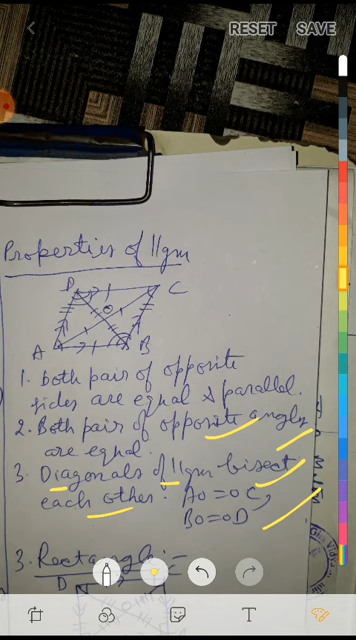 RESET SAVE
Properties of ||gm
D C
O
A B
1. Both pair of opposite
sides are equal & parallel.
2. Both pair of opposite angles
are equal.
3. Diagonals of ||gm bisect
each other. AO = OC,
BO = OD
3. Rectangle :-
D
T